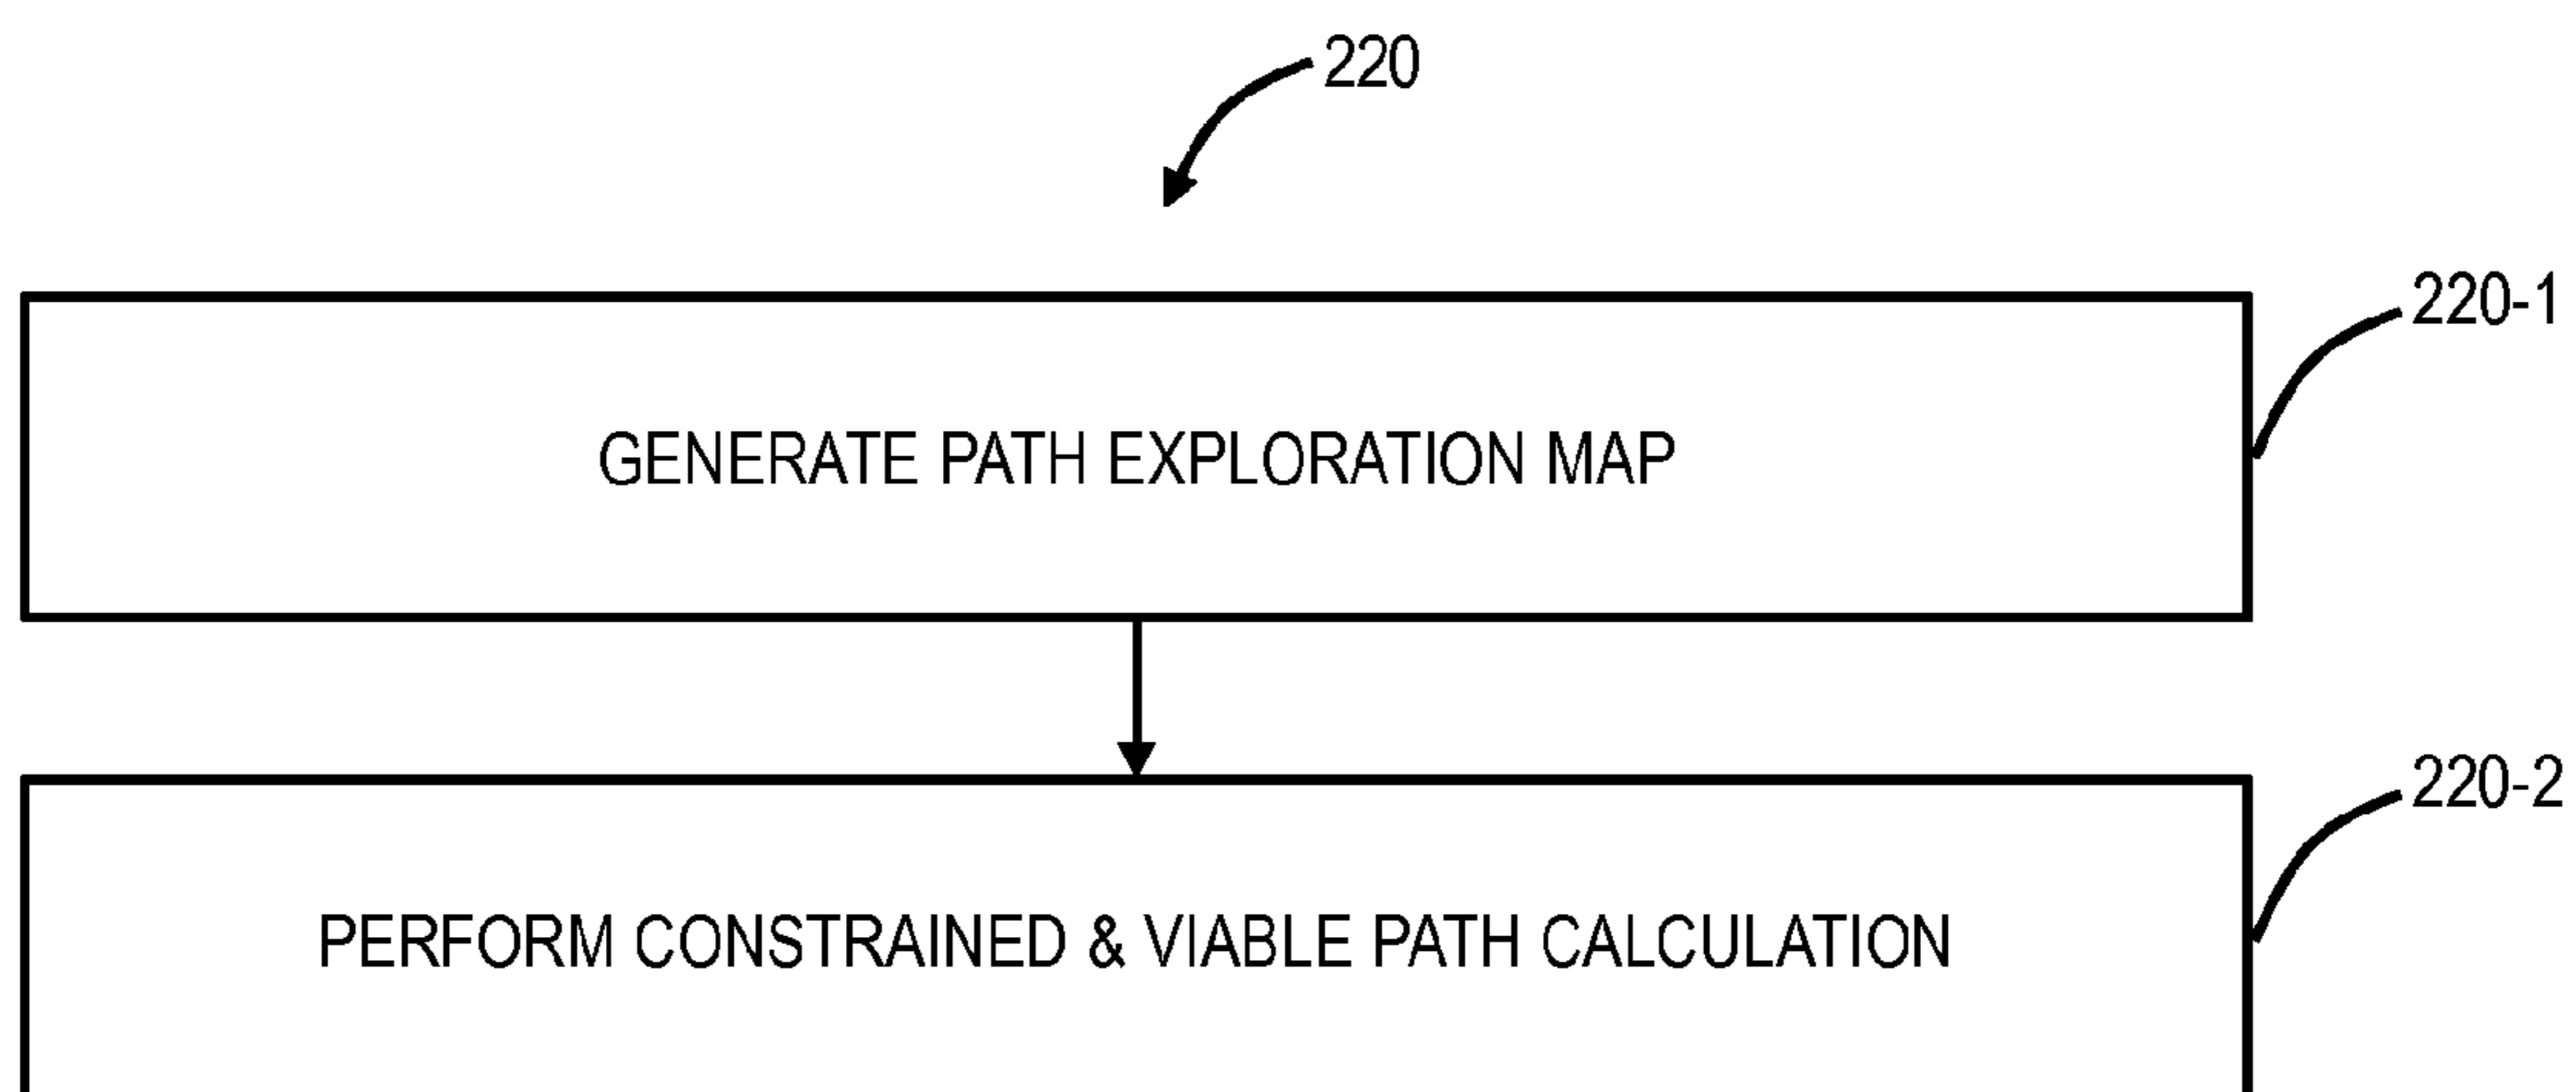 220
220-1
GENERATE PATH EXPLORATION MAP
220-2
PERFORM CONSTRAINED & VIABLE PATH CALCULATION